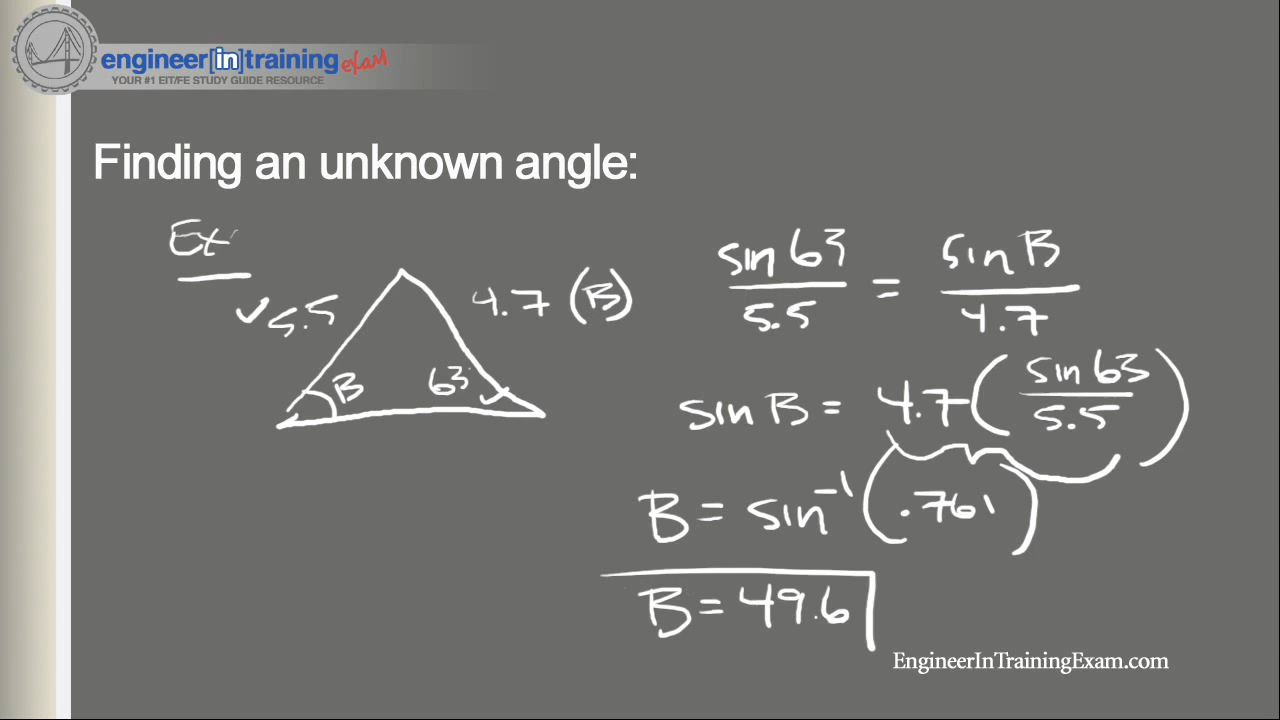 engineer[in]training exam
YOUR #1 EIT/FE STUDY GUIDE RESOURCE
Finding an unknown angle:
Ex
✓5.5
4.7 (B)
B
63
sin 63 / 5.5 = sin B / 4.7
sin B = 4.7 (sin 63 / 5.5)
B = sin⁻¹ (.761)
B = 49.6
EngineerInTrainingExam.com